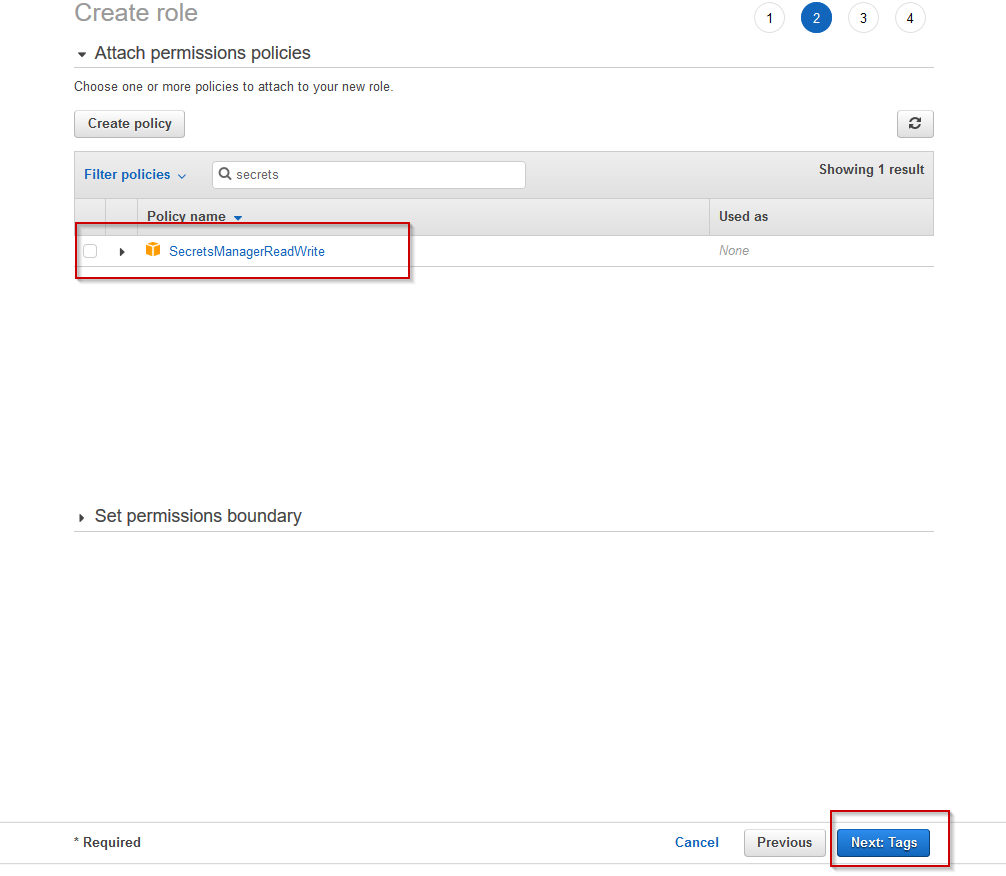 Create role
1 2 3 4
Attach permissions policies
Choose one or more policies to attach to your new role.
Create policy
Filter policies secrets Showing 1 result
Policy name Used as
SecretsManagerReadWrite None
Set permissions boundary
* Required Cancel Previous Next: Tags